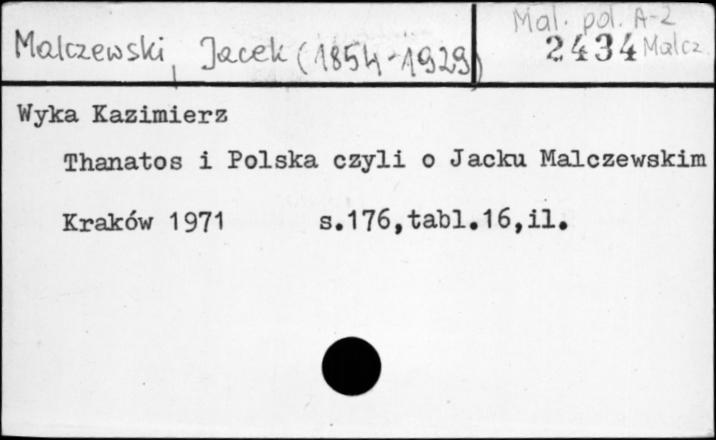 Malczewski, Jacek (1854-1929)
Mal. pol. A-2
2434 Malcz.
Wyka Kazimierz
Thanatos i Polska czyli o Jacku Malczewskim
Kraków 1971 s.176,tabl.16,il.